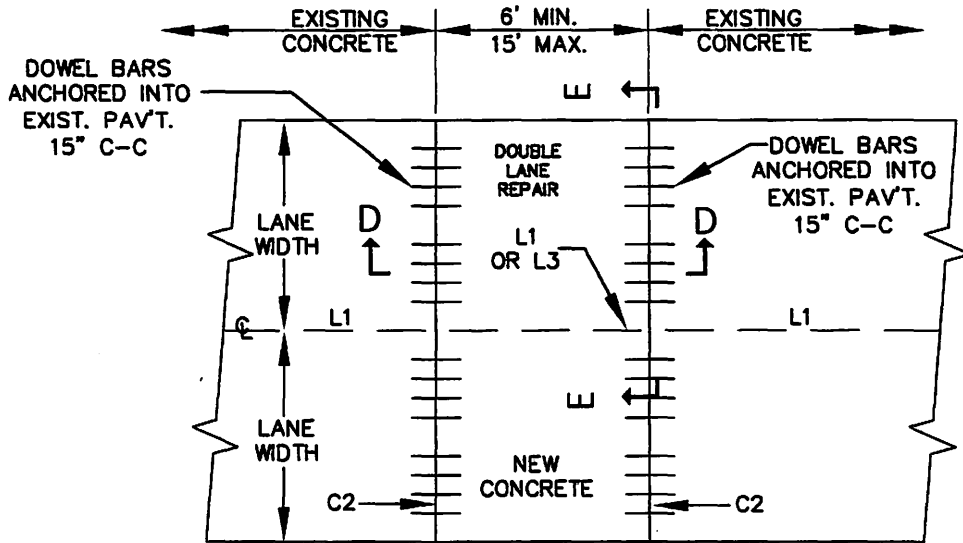 EXISTING
CONCRETE
6' MIN.
15' MAX.
EXISTING
CONCRETE
DOWEL BARS
ANCHORED INTO
EXIST. PAV'T.
15" C-C
E
DOUBLE
LANE
REPAIR
DOWEL BARS
ANCHORED INTO
EXIST. PAV'T.
15" C-C
LANE
WIDTH
D
L1
OR L3
D
℄
L1
L1
E
LANE
WIDTH
NEW
CONCRETE
C2
C2